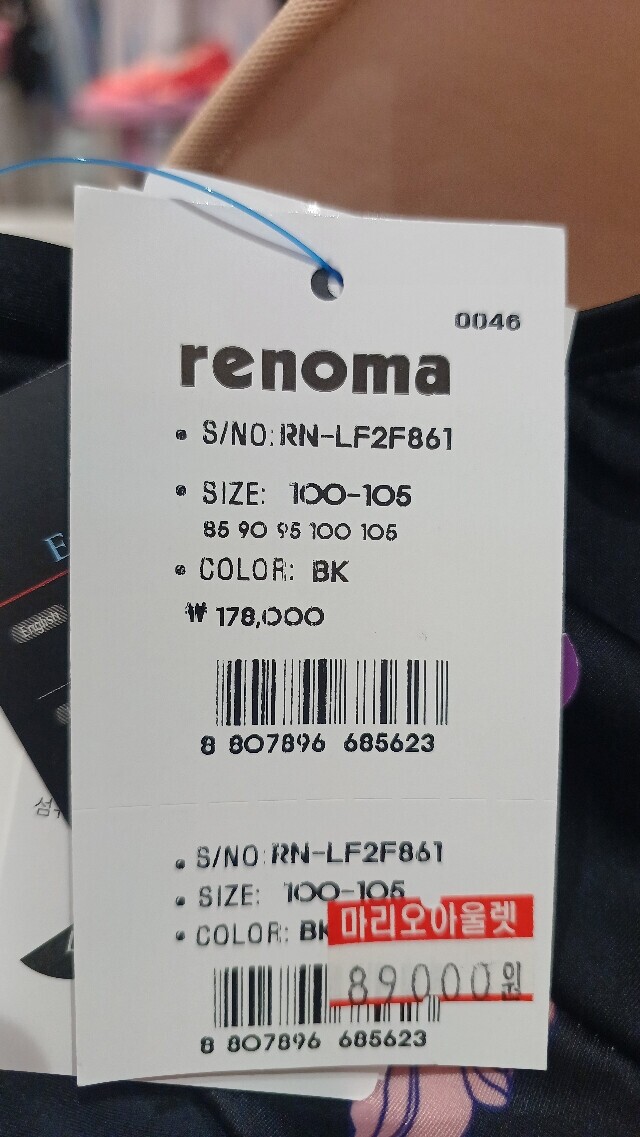 0046
renoma
• S/NO: RN-LF2F861
• SIZE: 100-105
85 90 95 100 105
• COLOR: BK
₩ 178,000
8 807896 685623
English
• S/NO: RN-LF2F861
• SIZE: 100-105
• COLOR: BK
마리오아울렛
89000원
8 807896 685623